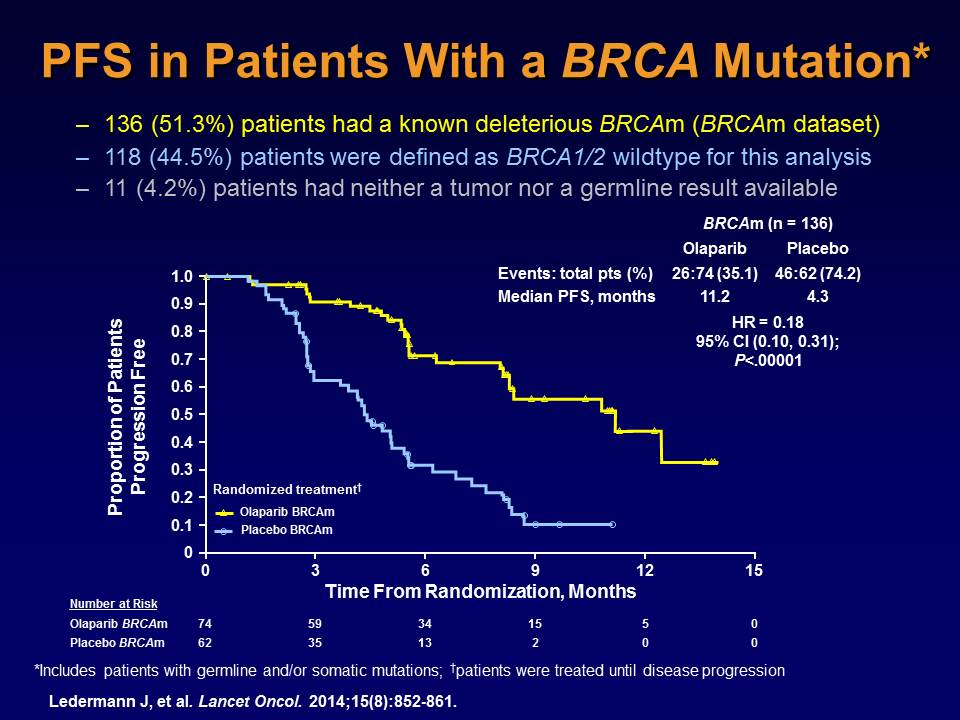 PFS in Patients With a BRCA Mutation*
– 136 (51.3%) patients had a known deleterious BRCAm (BRCAm dataset)
– 118 (44.5%) patients were defined as BRCA1/2 wildtype for this analysis
– 11 (4.2%) patients had neither a tumor nor a germline result available
BRCAm (n = 136)
Olaparib Placebo
Events: total pts (%) 26:74 (35.1) 46:62 (74.2)
Median PFS, months 11.2 4.3
HR = 0.18
95% CI (0.10, 0.31);
P<.00001
Proportion of Patients
Progression Free
1.0
0.9
0.8
0.7
0.6
0.5
0.4
0.3
0.2
0.1
0
Randomized treatment†
Olaparib BRCAm
Placebo BRCAm
0 3 6 9 12 15
Time From Randomization, Months
Number at Risk
Olaparib BRCAm 74 59 34 15 5 0
Placebo BRCAm 62 35 13 2 0 0
*Includes patients with germline and/or somatic mutations; †patients were treated until disease progression
Ledermann J, et al. Lancet Oncol. 2014;15(8):852-861.